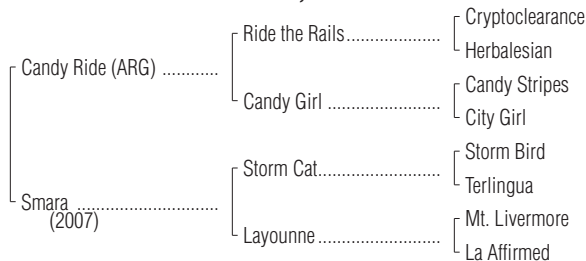 Cryptoclearance
Ride the Rails
Herbalesian
Candy Ride (ARG)
Candy Stripes
Candy Girl
City Girl
Storm Bird
Storm Cat
Terlingua
Smara
(2007)
Mt. Livermore
Layounne
La Affirmed